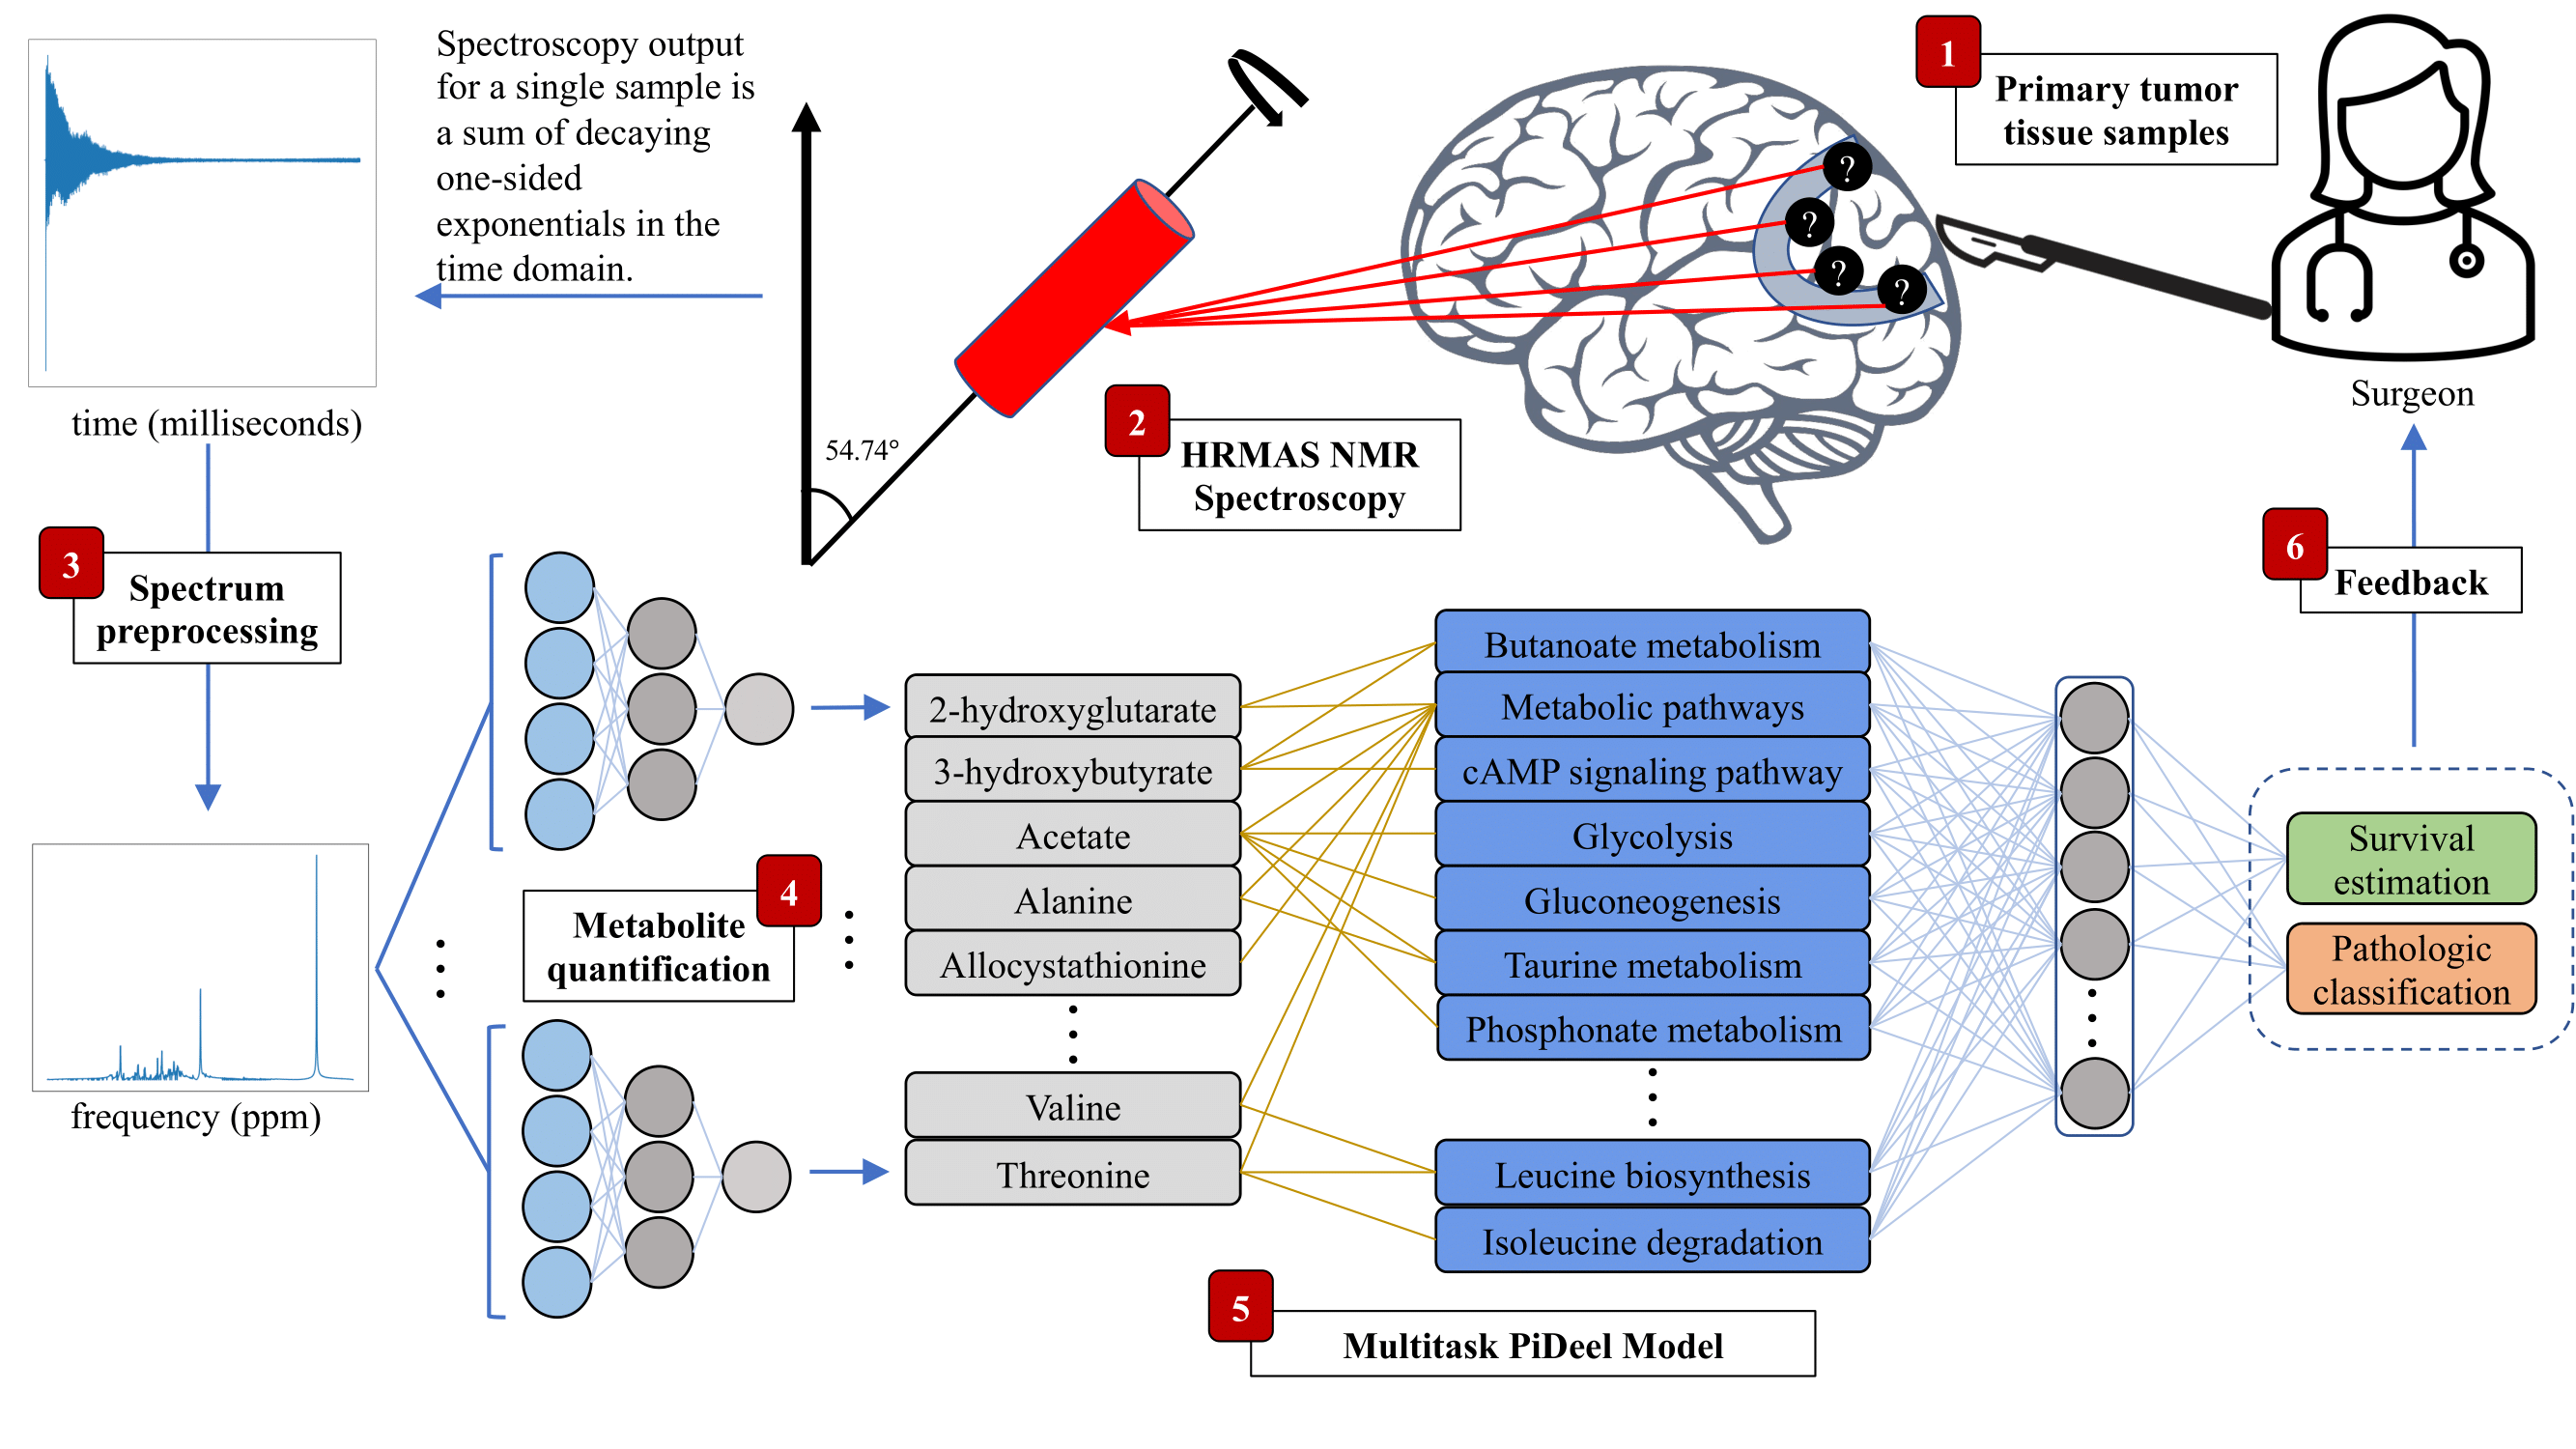 1
Primary tumor
tissue samples
?
?
?
?
Surgeon
2
HRMAS NMR
Spectroscopy
54.74°
Spectroscopy output
for a single sample is
a sum of decaying
one-sided
exponentials in the
time domain.
time (milliseconds)
3
Spectrum
preprocessing
frequency (ppm)
4
Metabolite
quantification
2-hydroxyglutarate
3-hydroxybutyrate
Acetate
Alanine
Allocystathionine
Valine
Threonine
Butanoate metabolism
Metabolic pathways
cAMP signaling pathway
Glycolysis
Gluconeogenesis
Taurine metabolism
Phosphonate metabolism
Leucine biosynthesis
Isoleucine degradation
5
Multitask PiDeel Model
Survival
estimation
Pathologic
classification
6
Feedback